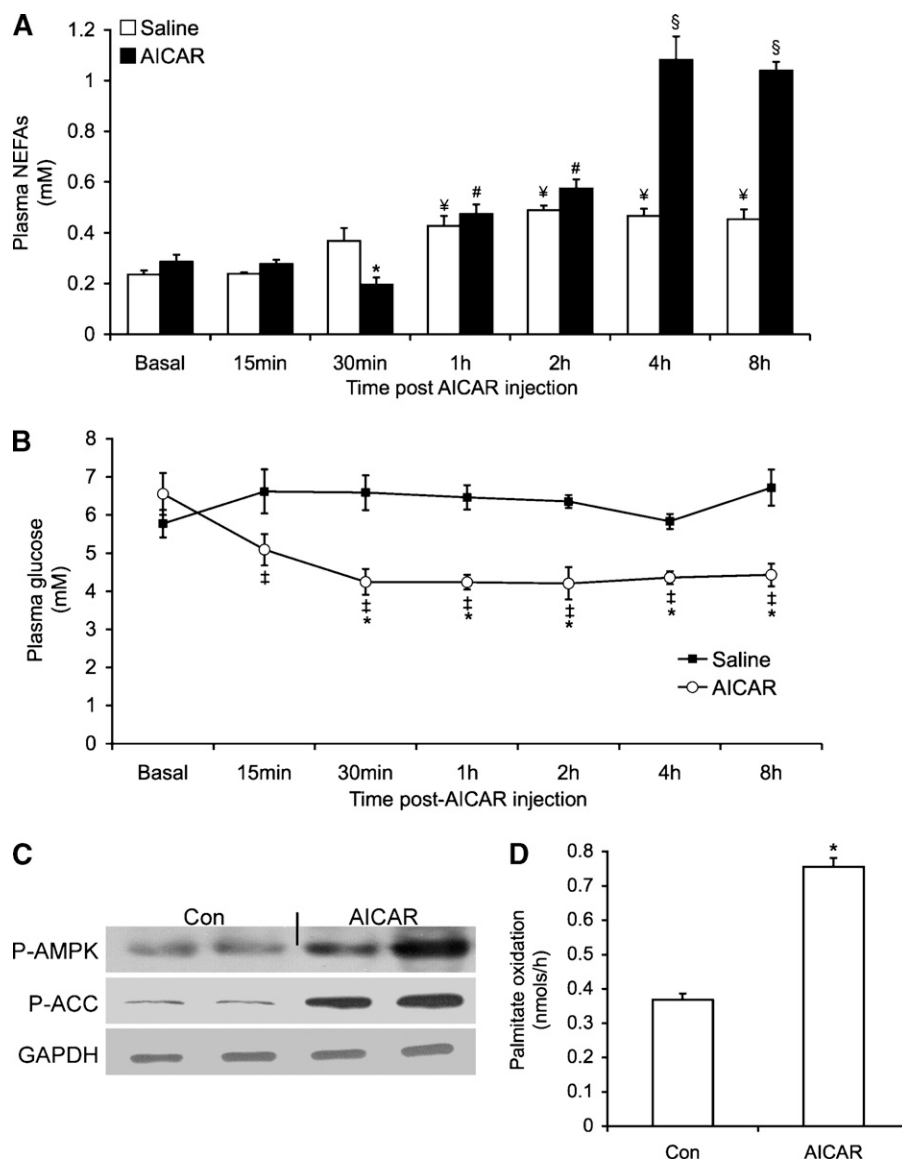 A
Saline
AICAR
Plasma NEFAs
(mM)
1.2
1
0.8
0.6
0.4
0.2
0
*
¥
#
¥
#
¥
§
¥
§
Basal
15min
30min
1h
2h
4h
8h
Time post AICAR injection
B
Plasma glucose
(mM)
8
7
6
5
4
3
2
1
0
‡
‡
*
‡
*
‡
*
‡
*
‡
*
Saline
AICAR
Basal
15min
30min
1h
2h
4h
8h
Time post-AICAR injection
C
Con
AICAR
P-AMPK
P-ACC
GAPDH
D
Palmitate oxidation
(nmols/h)
0.8
0.7
0.6
0.5
0.4
0.3
0.2
0.1
0
*
Con
AICAR